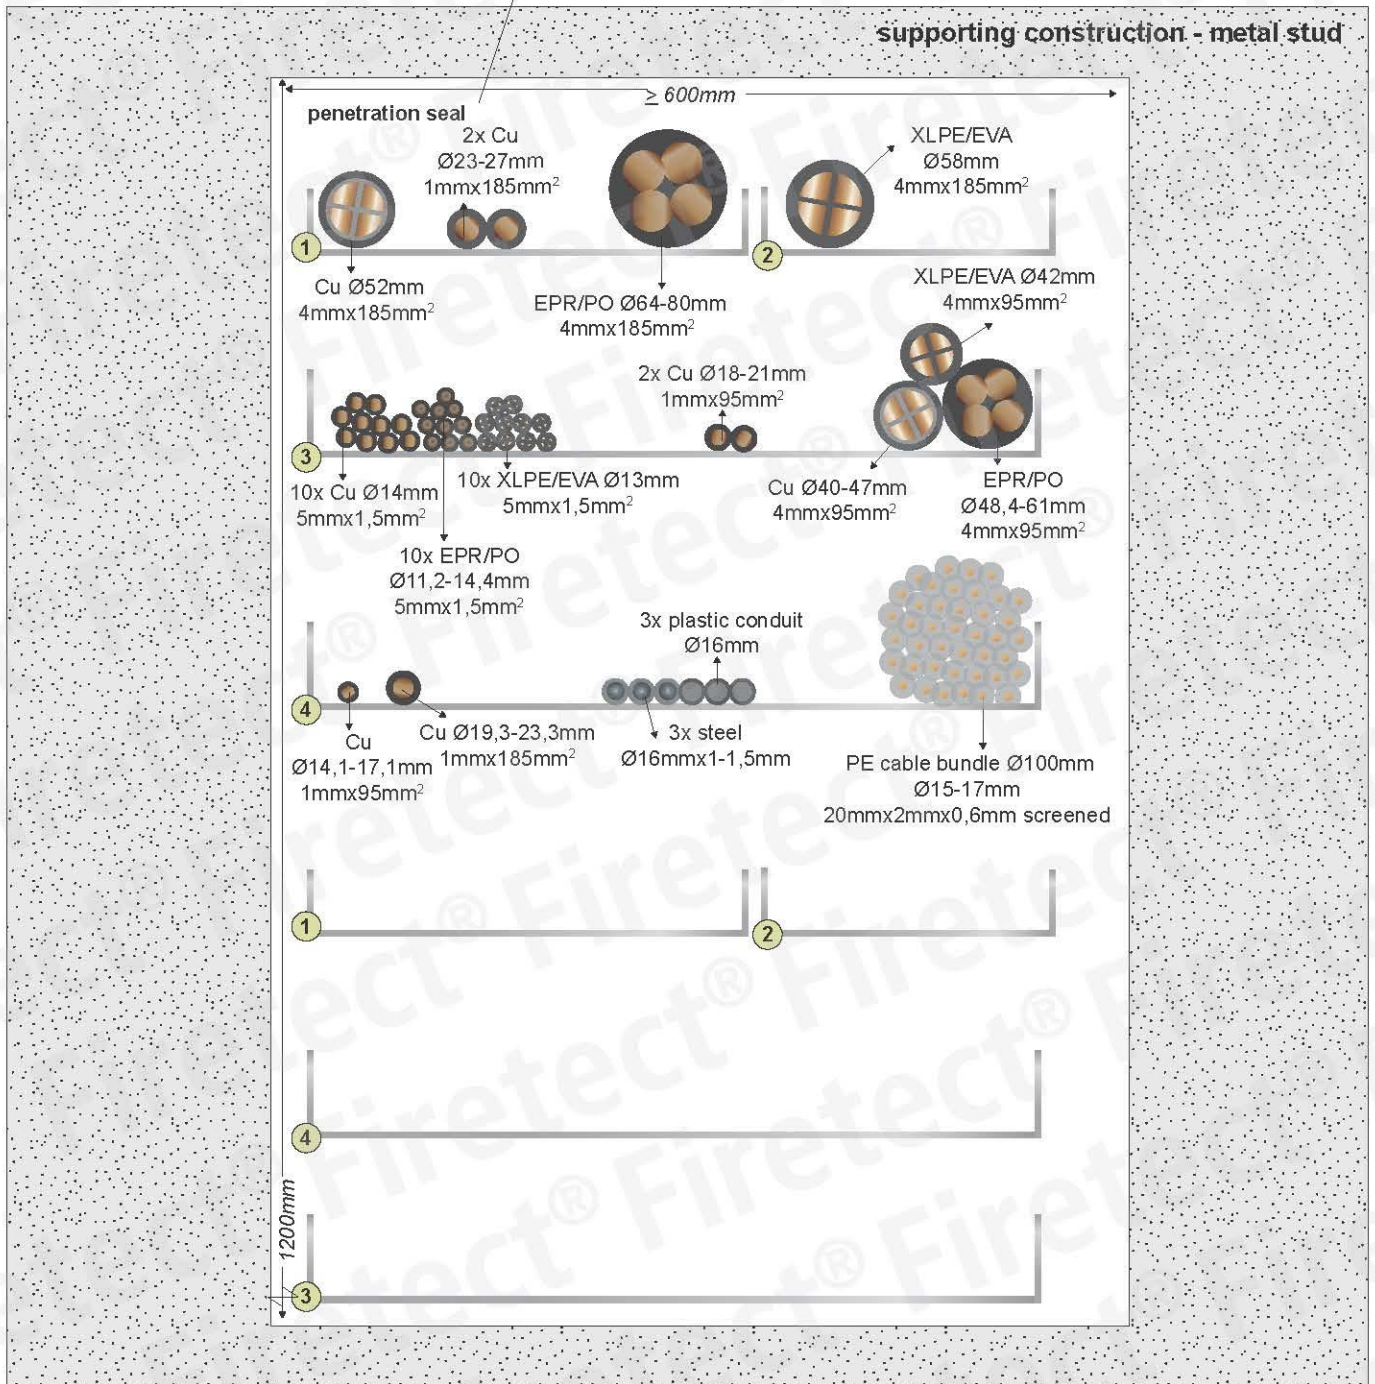 supporting construction - metal stud
≥ 600mm
penetration seal
2x Cu
Ø23-27mm
1mmx185mm²
XLPE/EVA
Ø58mm
4mmx185mm²
1
2
Cu Ø52mm
4mmx185mm²
EPR/PO Ø64-80mm
4mmx185mm²
XLPE/EVA Ø42mm
4mmx95mm²
2x Cu Ø18-21mm
1mmx95mm²
3
10x Cu Ø14mm
5mmx1,5mm²
10x XLPE/EVA Ø13mm
5mmx1,5mm²
Cu Ø40-47mm
4mmx95mm²
EPR/PO
Ø48,4-61mm
4mmx95mm²
10x EPR/PO
Ø11,2-14,4mm
5mmx1,5mm²
3x plastic conduit
Ø16mm
4
Cu
Ø14,1-17,1mm
1mmx95mm²
Cu Ø19,3-23,3mm
1mmx185mm²
3x steel
Ø16mmx1-1,5mm
PE cable bundle Ø100mm
Ø15-17mm
20mmx2mmx0,6mm screened
1
2
4
1200mm
3
Firetect® Firetect® Firetect®